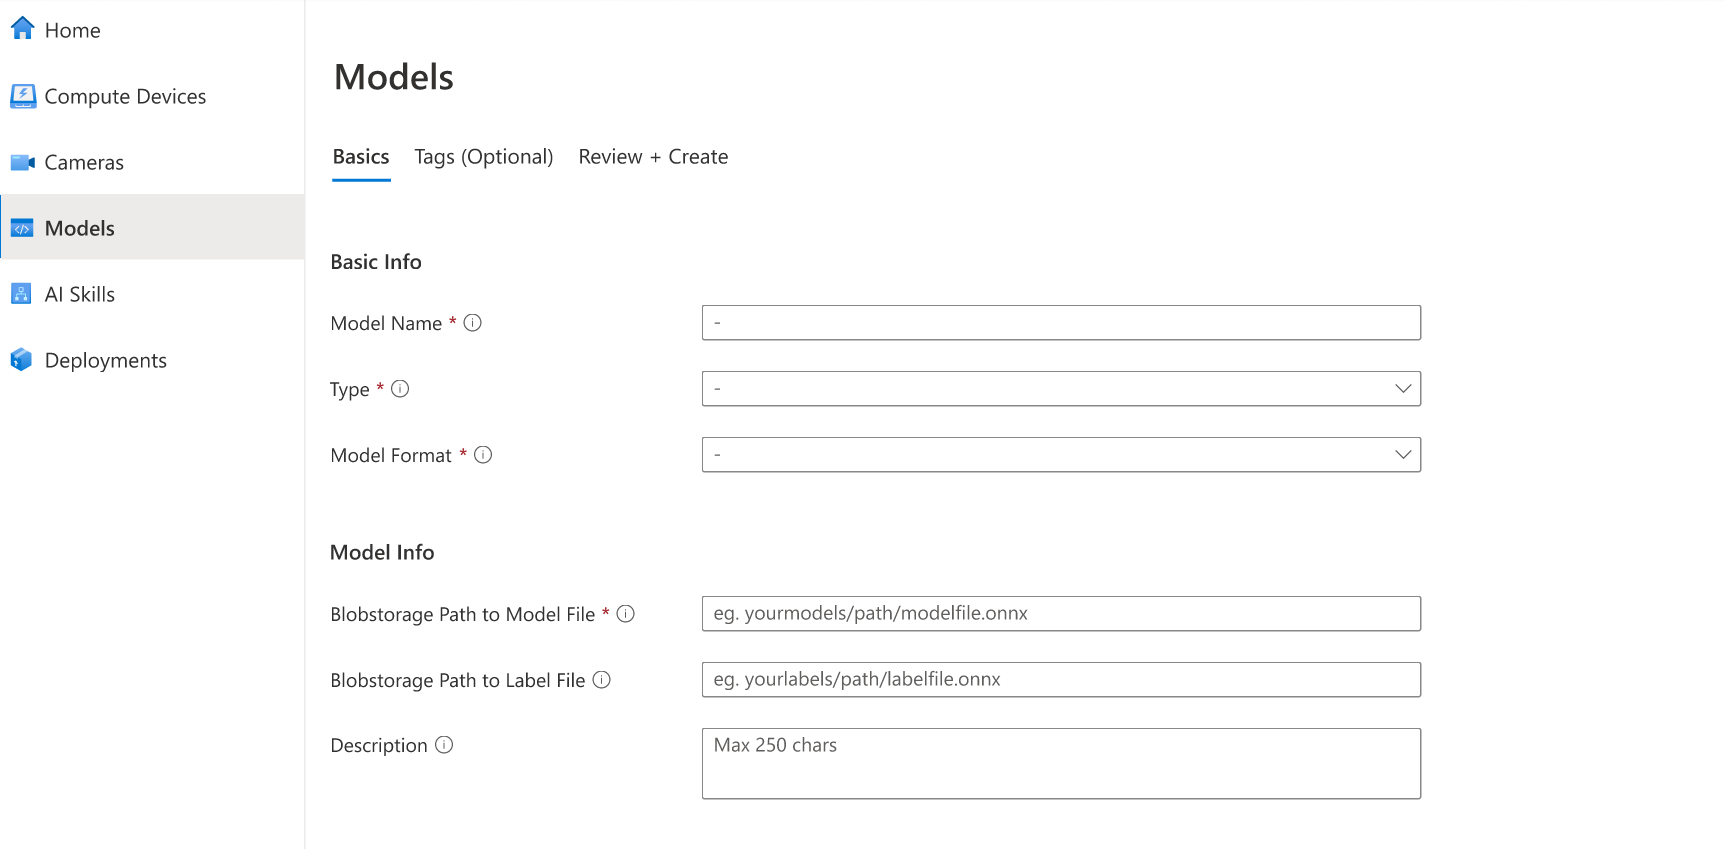 Home
Compute Devices
Cameras
Models
AI Skills
Deployments
Models
Basics Tags (Optional) Review + Create
Basic Info
Model Name * -
Type * -
Model Format * -
Model Info
Blobstorage Path to Model File * eg. yourmodels/path/modelfile.onnx
Blobstorage Path to Label File eg. yourlabels/path/labelfile.onnx
Description Max 250 chars